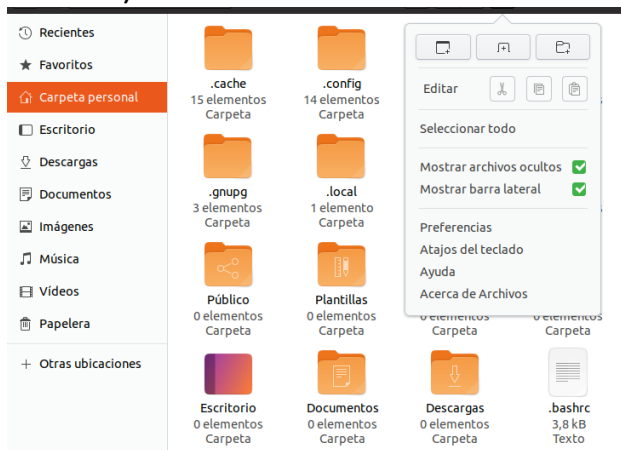 Recientes
Favoritos
Carpeta personal
Escritorio
Descargas
Documentos
Imágenes
Música
Vídeos
Papelera
+ Otras ubicaciones
.cache
15 elementos
Carpeta
.config
14 elementos
Carpeta
.gnupg
3 elementos
Carpeta
.local
1 elemento
Carpeta
Público
0 elementos
Carpeta
Plantillas
0 elementos
Carpeta
0 elementos
Carpeta
0 elementos
Carpeta
Escritorio
0 elementos
Carpeta
Documentos
0 elementos
Carpeta
Descargas
0 elementos
Carpeta
.bashrc
3,8 kB
Texto
Editar
Seleccionar todo
Mostrar archivos ocultos
Mostrar barra lateral
Preferencias
Atajos del teclado
Ayuda
Acerca de Archivos